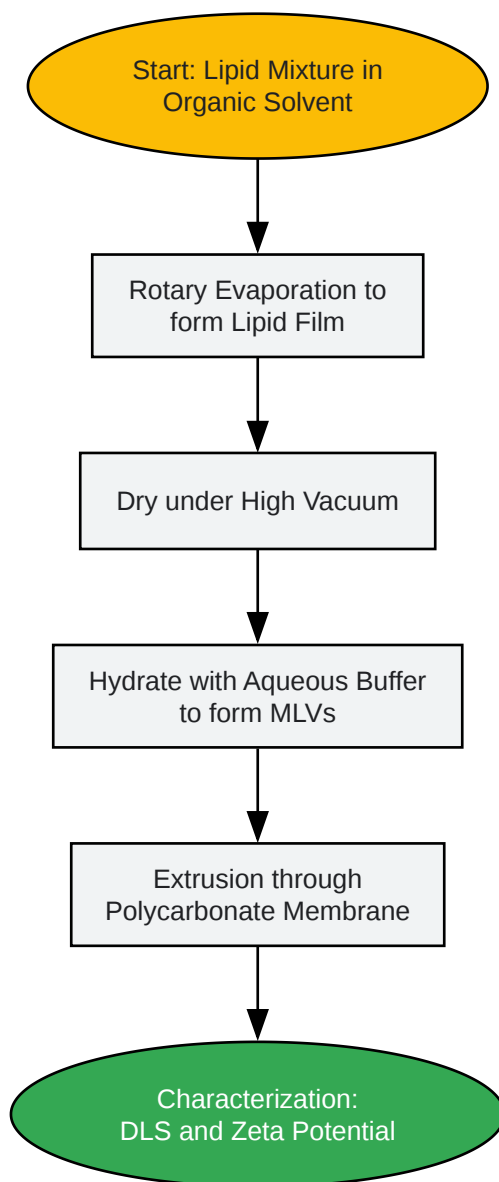 Start: Lipid Mixture in
Organic Solvent
Rotary Evaporation to
form Lipid Film
Dry under High Vacuum
Hydrate with Aqueous Buffer
to form MLVs
Extrusion through
Polycarbonate Membrane
Characterization:
DLS and Zeta Potential